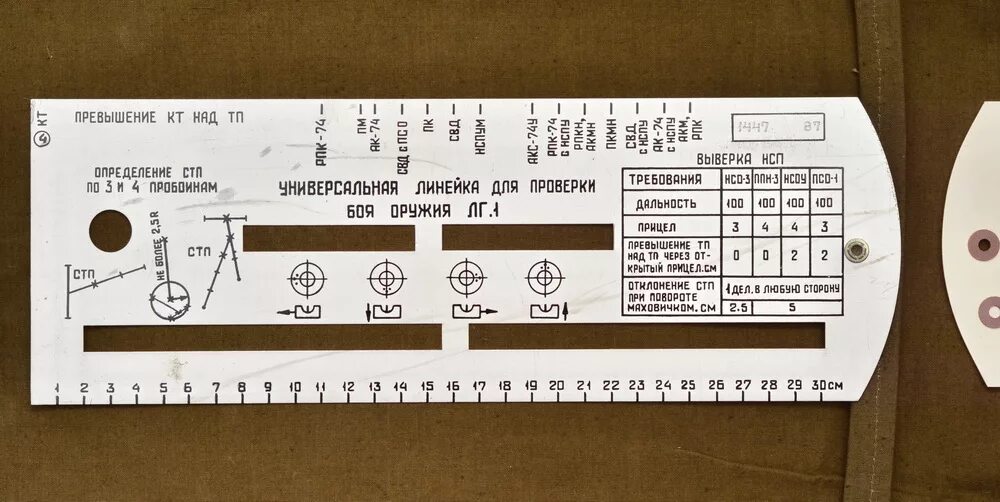 КТ
ПРЕВЫШЕНИЕ КТ НАД ТП
РПК-74
ПМ
АК-74
СВД с ПСО
ПК
СВД
НСПУМ
АКС-74У
РПК-74
с НСПУ
РПКН,
АКМН
ПКМН
СВД
с НСПУ
АК-74
с НСПУ
АКМ,
РПК
1447 87
ОПРЕДЕЛЕНИЕ СТП
ПО 3 И 4 ПРОБОИНАМ
УНИВЕРСАЛЬНАЯ ЛИНЕЙКА ДЛЯ ПРОВЕРКИ
БОЯ ОРУЖИЯ ЛГ.1
СТП
НЕ БОЛЕЕ 2,5R
СТП
ВЫВЕРКА НСП
ТРЕБОВАНИЯ НСО-3 ППН-3 НСОУ ПСО-1
ДАЛЬНОСТЬ 100 100 100 100
ПРИЦЕЛ 3 4 4 3
ПРЕВЫШЕНИЕ ТП
НАД ТП ЧЕРЕЗ ОТ-
КРЫТЫЙ ПРИЦЕЛ.СМ 0 0 2 2
ОТКЛОНЕНИЕ СТП
ПРИ ПОВОРОТЕ
МАХОВИЧКОМ.СМ
1 ДЕЛ. В ЛЮБУЮ СТОРОНУ
2.5 5
1 2 3 4 5 6 7 8 9 10 11 12 13 14 15 16 17 18 19 20 21 22 23 24 25 26 27 28 29 30 СМ